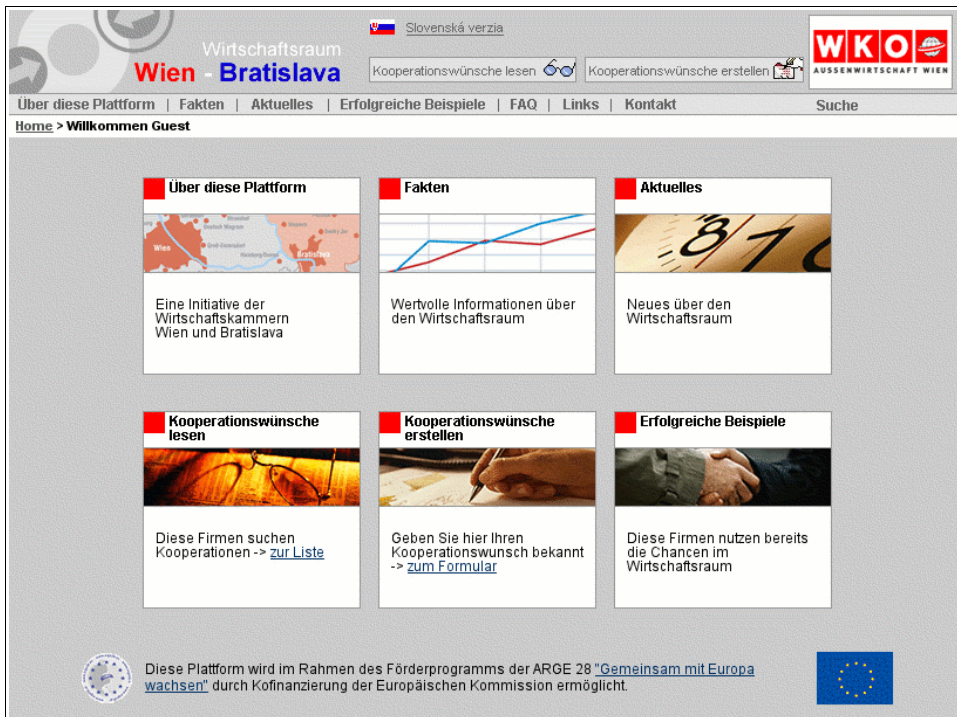 Slovenská verzia
Wirtschaftsraum
Wien - Bratislava
Kooperationswünsche lesen
Kooperationswünsche erstellen
WKO
AUSSENWIRTSCHAFT WIEN
Über diese Plattform | Fakten | Aktuelles | Erfolgreiche Beispiele | FAQ | Links | Kontakt
Suche
Home > Willkommen Guest
Über diese Plattform
Wien
Bratislava
Eine Initiative der
Wirtschaftskammern
Wien und Bratislava
Fakten
Wertvolle Informationen über
den Wirtschaftsraum
Aktuelles
8 7
Neues über den
Wirtschaftsraum
Kooperationswünsche
lesen
Diese Firmen suchen
Kooperationen -> zur Liste
Kooperationswünsche
erstellen
Geben Sie hier Ihren
Kooperationswunsch bekannt
-> zum Formular
Erfolgreiche Beispiele
Diese Firmen nutzen bereits
die Chancen im
Wirtschaftsraum
Diese Plattform wird im Rahmen des Förderprogramms der ARGE 28 "Gemeinsam mit Europa
wachsen" durch Kofinanzierung der Europäischen Kommission ermöglicht.